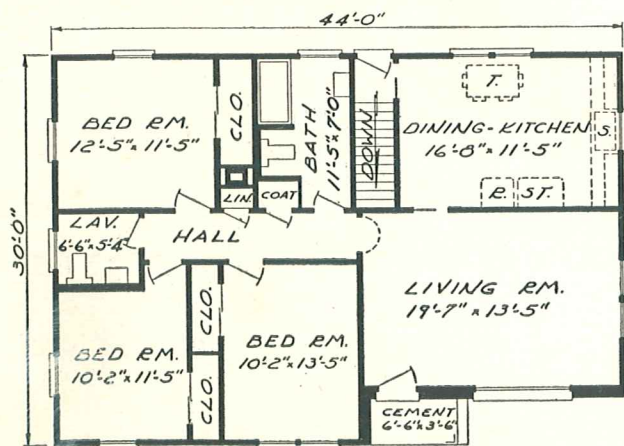 44'-0"
30'-0"
BED RM.
12'-5" x 11'-5"
CLO.
BATH
11'-5" x 7'-0"
DOWN
T.
DINING-KITCHEN
16'-8" x 11'-5"
S.
R.
ST.
LIN.
COAT
LAV.
6'-6" x 5'-4"
HALL
LIVING RM.
19'-7" x 13'-5"
BED RM.
10'-2" x 11'-5"
CLO.
CLO.
BED RM.
10'-2" x 13'-5"
CEMENT
6'-6" x 3'-6"